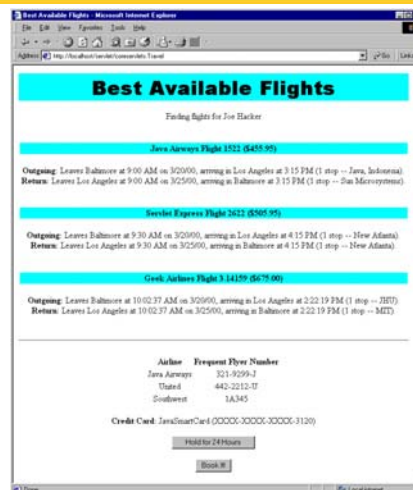 Best Available Flights - Microsoft Internet Explorer
File Edit View Favorites Tools Help
Address http://localhost/servlet/coreservlets.Travel Go Links
Best Available Flights
Finding flights for Joe Hacker
Java Airways Flight 1522 ($455.95)
Outgoing: Leaves Baltimore at 9:00 AM on 3/20/00, arriving in Los Angeles at 3:15 PM (1 stop -- Java, Indonesia).
Return: Leaves Los Angeles at 9:00 AM on 3/25/00, arriving in Baltimore at 3:15 PM (1 stop -- Sun Microsystems).
Servlet Express Flight 2622 ($505.95)
Outgoing: Leaves Baltimore at 9:30 AM on 3/20/00, arriving in Los Angeles at 4:15 PM (1 stop -- New Atlanta).
Return: Leaves Los Angeles at 9:30 AM on 3/25/00, arriving in Baltimore at 4:15 PM (1 stop -- New Atlanta).
Geek Airlines Flight 3.14159 ($675.00)
Outgoing: Leaves Baltimore at 10:02:37 AM on 3/20/00, arriving in Los Angeles at 2:22:19 PM (1 stop -- JHU)
Return: Leaves Los Angeles at 10:02:37 AM on 3/25/00, arriving in Baltimore at 2:22:19 PM (1 stop -- MIT)
Airline Frequent Flyer Number
Java Airways 321-9299-J
United 442-2212-U
Southwest 1A345
Credit Card: JavaSmartCard (XXXX-XXXX-XXXX-3120)
Hold for 24 Hours
Book It!
Done Local intranet